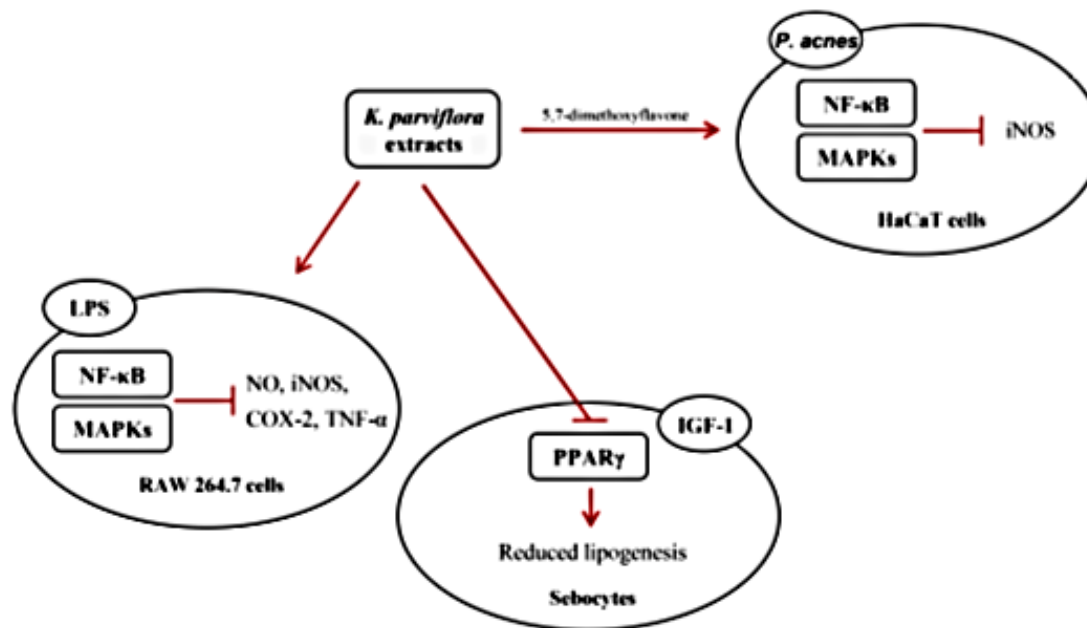 P. acnes
NF-κB
MAPKs
iNOS
HaCaT cells
K. parviflora
extracts
5,7-dimethoxyflavone
LPS
NF-κB
MAPKs
NO, iNOS,
COX-2, TNF-α
RAW 264.7 cells
IGF-1
PPARγ
Reduced lipogenesis
Sebocytes